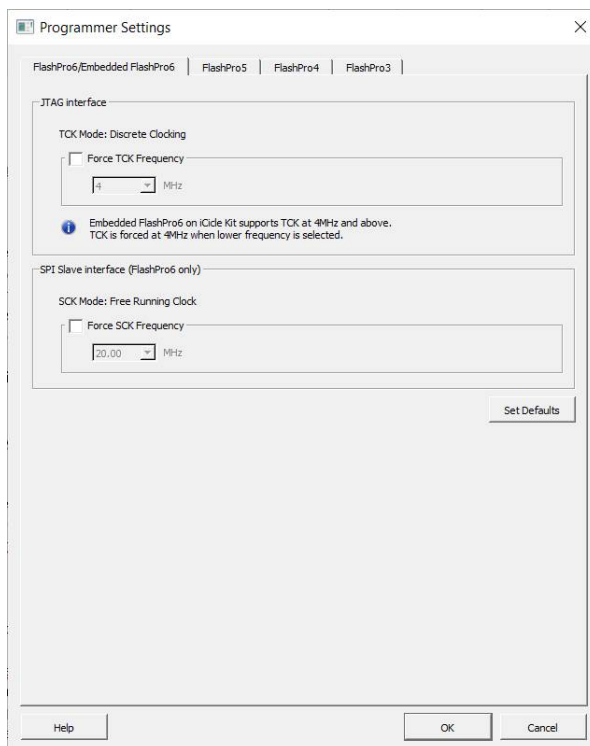 Programmer Settings
FlashPro6/Embedded FlashPro6 FlashPro5 FlashPro4 FlashPro3
JTAG interface
TCK Mode: Discrete Clocking
Force TCK Frequency
4 MHz
Embedded FlashPro6 on iCicle Kit supports TCK at 4MHz and above.
TCK is forced at 4MHz when lower frequency is selected.
SPI Slave interface (FlashPro6 only)
SCK Mode: Free Running Clock
Force SCK Frequency
20.00 MHz
Set Defaults
Help OK Cancel